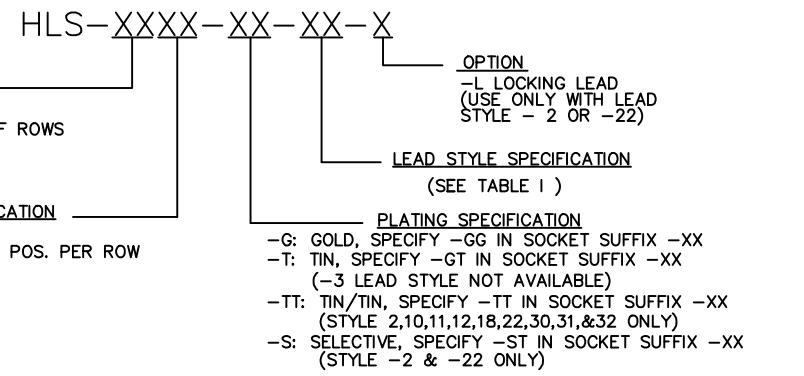 HLS-XXXX-XX-XX-X
OPTION
-L LOCKING LEAD
(USE ONLY WITH LEAD
STYLE - 2 OR -22)
ROWS
LEAD STYLE SPECIFICATION
(SEE TABLE I )
PLATING SPECIFICATION
POS. PER ROW
-G: GOLD, SPECIFY -GG IN SOCKET SUFFIX -XX
-T: TIN, SPECIFY -GT IN SOCKET SUFFIX -XX
(-3 LEAD STYLE NOT AVAILABLE)
-TT: TIN/TIN, SPECIFY -TT IN SOCKET SUFFIX -XX
(STYLE 2,10,11,12,18,22,30,31,&32 ONLY)
-S: SELECTIVE, SPECIFY -ST IN SOCKET SUFFIX -XX
(STYLE -2 & -22 ONLY)